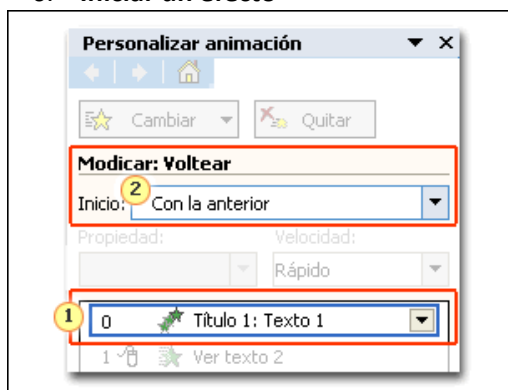 Iniciar un efecto
Personalizar animación
Cambiar
Quitar
Modicar: Voltear
2
Inicio: Con la anterior
Propiedad: Velocidad:
Rápido
1
0 Título 1: Texto 1
1 Ver texto 2